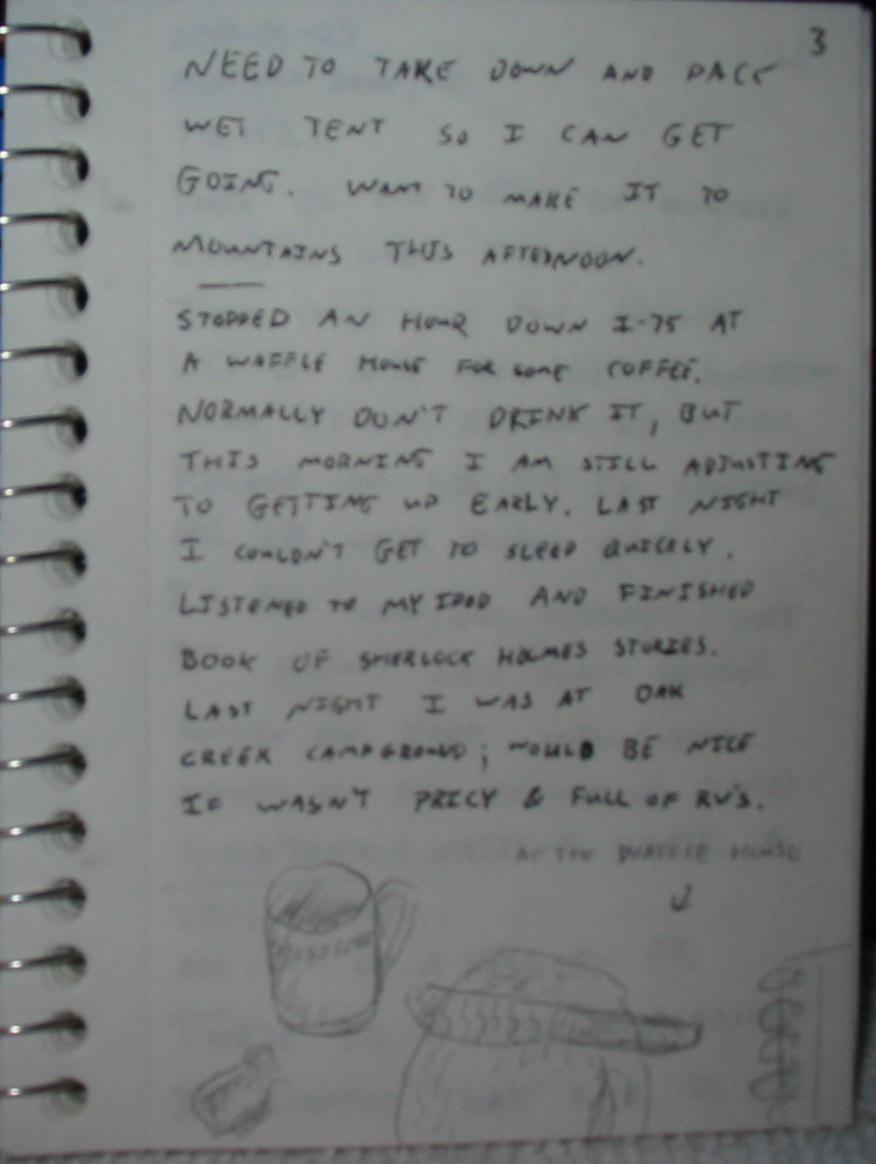 3
NEED TO TAKE DOWN AND PACK
WET TENT SO I CAN GET
GOING. WANT TO MAKE IT TO
MOUNTAINS THIS AFTERNOON.
STOPPED AN HOUR DOWN I-75 AT
A WAFFLE HOUSE FOR SOME COFFEE.
NORMALLY DON'T DRINK IT, BUT
THIS MORNING I AM STILL ADJUSTING
TO GETTING UP EARLY. LAST NIGHT
I COULDN'T GET TO SLEEP QUICKLY.
LISTENED TO MY IPOD AND FINISHED
BOOK OF SHERLOCK HOLMES STORIES.
LAST NIGHT I WAS AT OAK
CREEK CAMPGROUND; WOULD BE NICE
IF WASN'T PRICY & FULL OF RV'S.
AT THE WAFFLE HOUSE